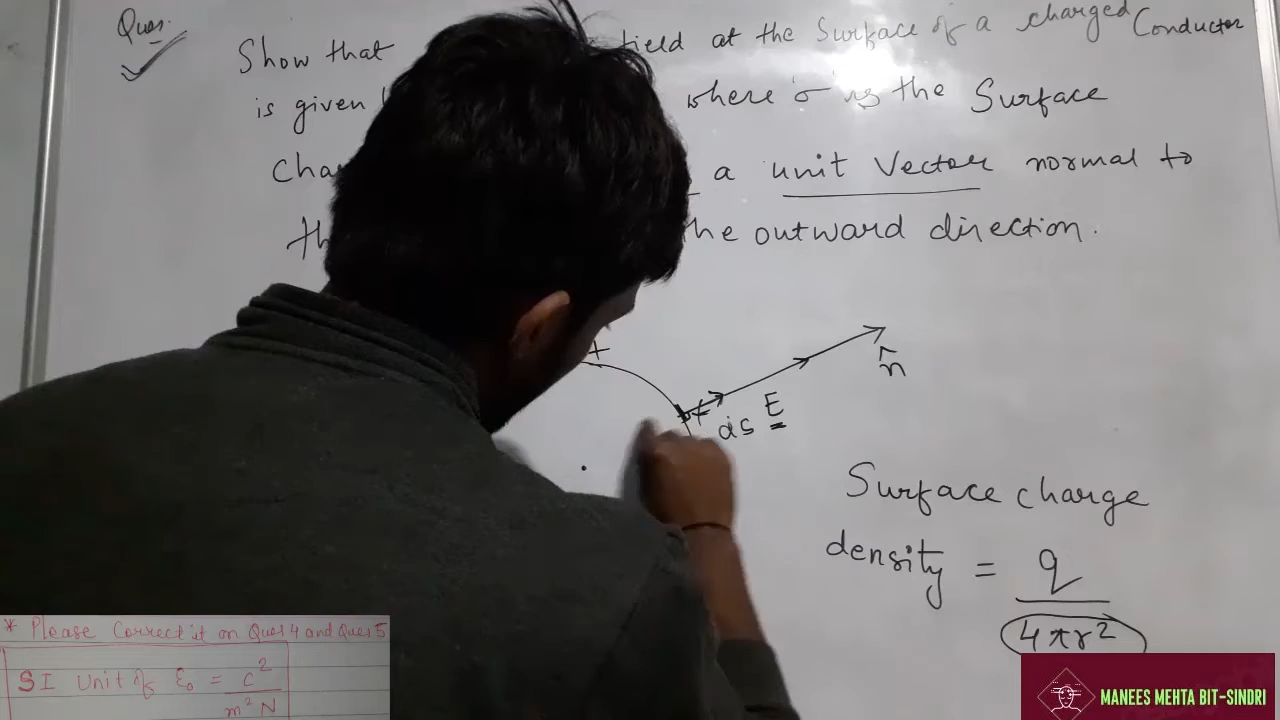 Ques.
Show that field at the Surface of a charged Conductor
is given where 'σ' is the Surface
a unit Vector normal to
the outward direction.
+
n̂
ds E
Surface charge
density = q
4πr²
* Please Correct it on Ques 4 and Ques 5
SI Unit of ε₀ = C²
m² N
MANEES MEHTA BIT-SINDRI